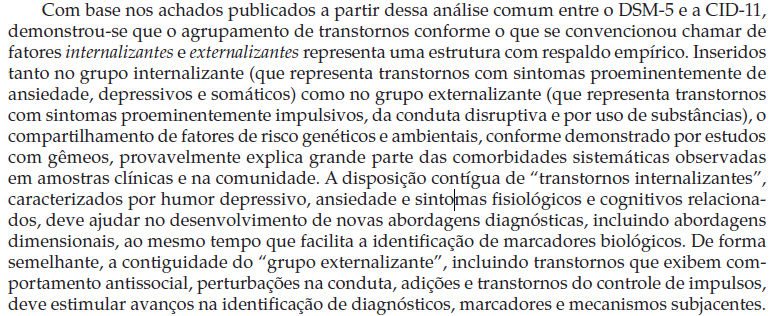 Com base nos achados publicados a partir dessa análise comum entre o DSM-5 e a CID-11,
demonstrou-se que o agrupamento de transtornos conforme o que se convencionou chamar de
fatores internalizantes e externalizantes representa uma estrutura com respaldo empírico. Inseridos
tanto no grupo internalizante (que representa transtornos com sintomas proeminentemente de
ansiedade, depressivos e somáticos) como no grupo externalizante (que representa transtornos
com sintomas proeminentemente impulsivos, da conduta disruptiva e por uso de substâncias), o
compartilhamento de fatores de risco genéticos e ambientais, conforme demonstrado por estudos
com gêmeos, provavelmente explica grande parte das comorbidades sistemáticas observadas
em amostras clínicas e na comunidade. A disposição contígua de “transtornos internalizantes”,
caracterizados por humor depressivo, ansiedade e sintomas fisiológicos e cognitivos relaciona-
dos, deve ajudar no desenvolvimento de novas abordagens diagnósticas, incluindo abordagens
dimensionais, ao mesmo tempo que facilita a identificação de marcadores biológicos. De forma
semelhante, a contiguidade do “grupo externalizante”, incluindo transtornos que exibem com-
portamento antissocial, perturbações na conduta, adições e transtornos do controle de impulsos,
deve estimular avanços na identificação de diagnósticos, marcadores e mecanismos subjacentes.